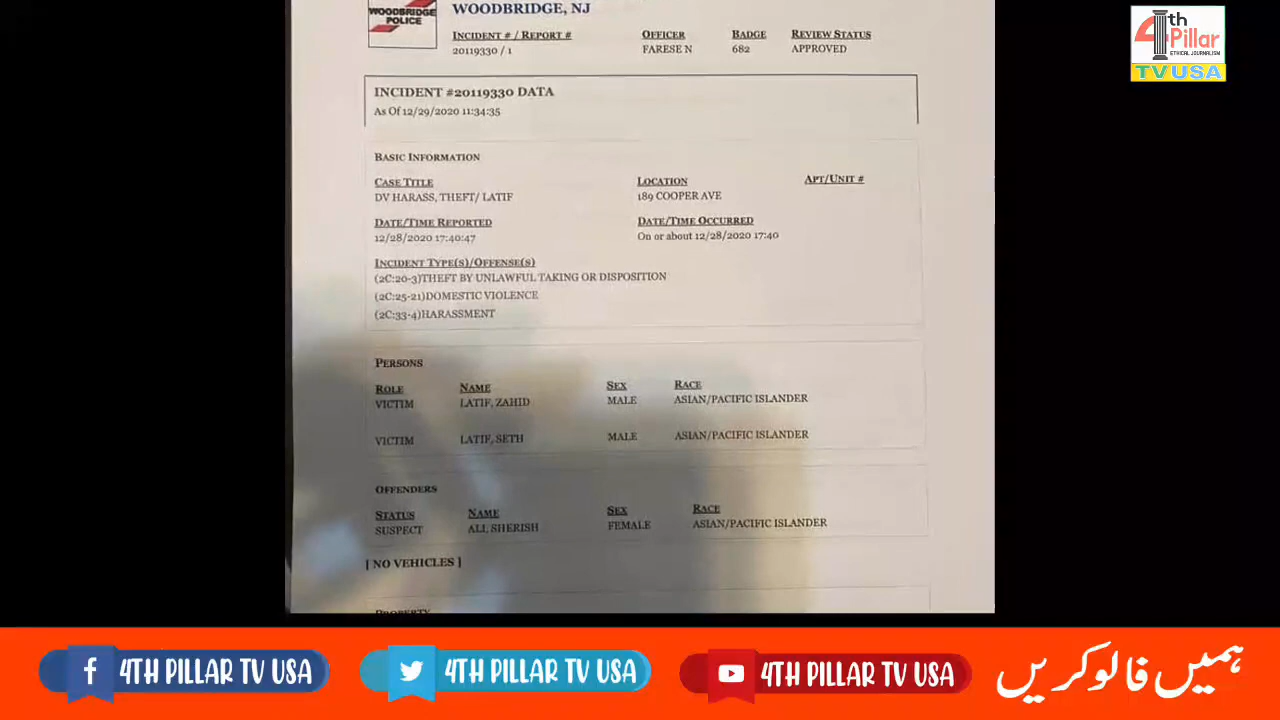 WOODBRIDGE POLICE
WOODBRIDGE, NJ
INCIDENT # / REPORT # OFFICER BADGE REVIEW STATUS
20119330 / 1 FARESE N 682 APPROVED
4th Pillar
ETHICAL JOURNALISM
TV USA
INCIDENT #20119330 DATA
As Of 12/29/2020 11:34:35
BASIC INFORMATION
CASE TITLE LOCATION APT/UNIT #
DV HARASS, THEFT/ LATIF 189 COOPER AVE
DATE/TIME REPORTED DATE/TIME OCCURRED
12/28/2020 17:40:47 On or about 12/28/2020 17:40
INCIDENT TYPE(S)/OFFENSE(S)
(2C:20-3)THEFT BY UNLAWFUL TAKING OR DISPOSITION
(2C:25-21)DOMESTIC VIOLENCE
(2C:33-4)HARASSMENT
PERSONS
ROLE NAME SEX RACE
VICTIM LATIF, ZAHID MALE ASIAN/PACIFIC ISLANDER
VICTIM LATIF, SETH MALE ASIAN/PACIFIC ISLANDER
OFFENDERS
STATUS NAME SEX RACE
SUSPECT ALI, SHERISH FEMALE ASIAN/PACIFIC ISLANDER
[ NO VEHICLES ]
PROPERTY
4TH PILLAR TV USA 4TH PILLAR TV USA 4TH PILLAR TV USA ہمیں فالو کریں